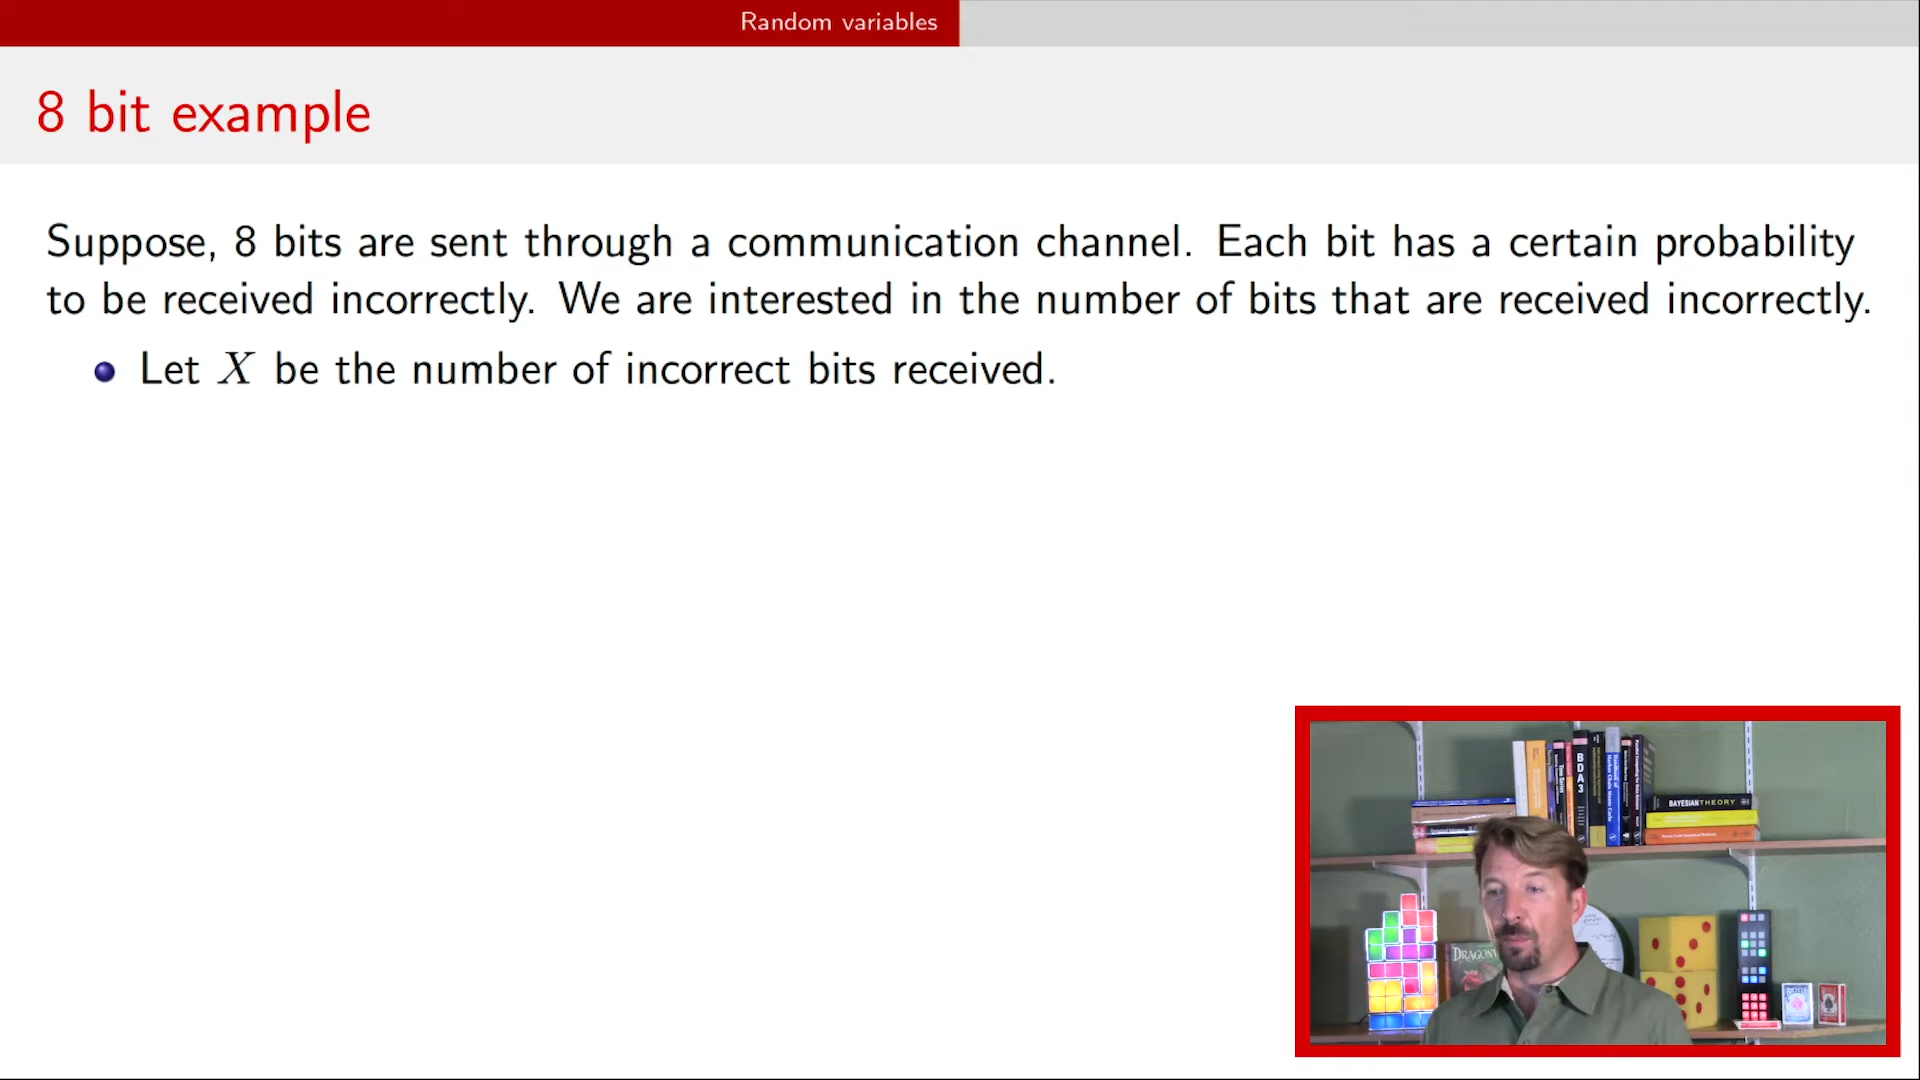 Random variables
8 bit example
Suppose, 8 bits are sent through a communication channel. Each bit has a certain probability
to be received incorrectly. We are interested in the number of bits that are received incorrectly.
Let X be the number of incorrect bits received.
BDA3
BAYESIAN THEORY